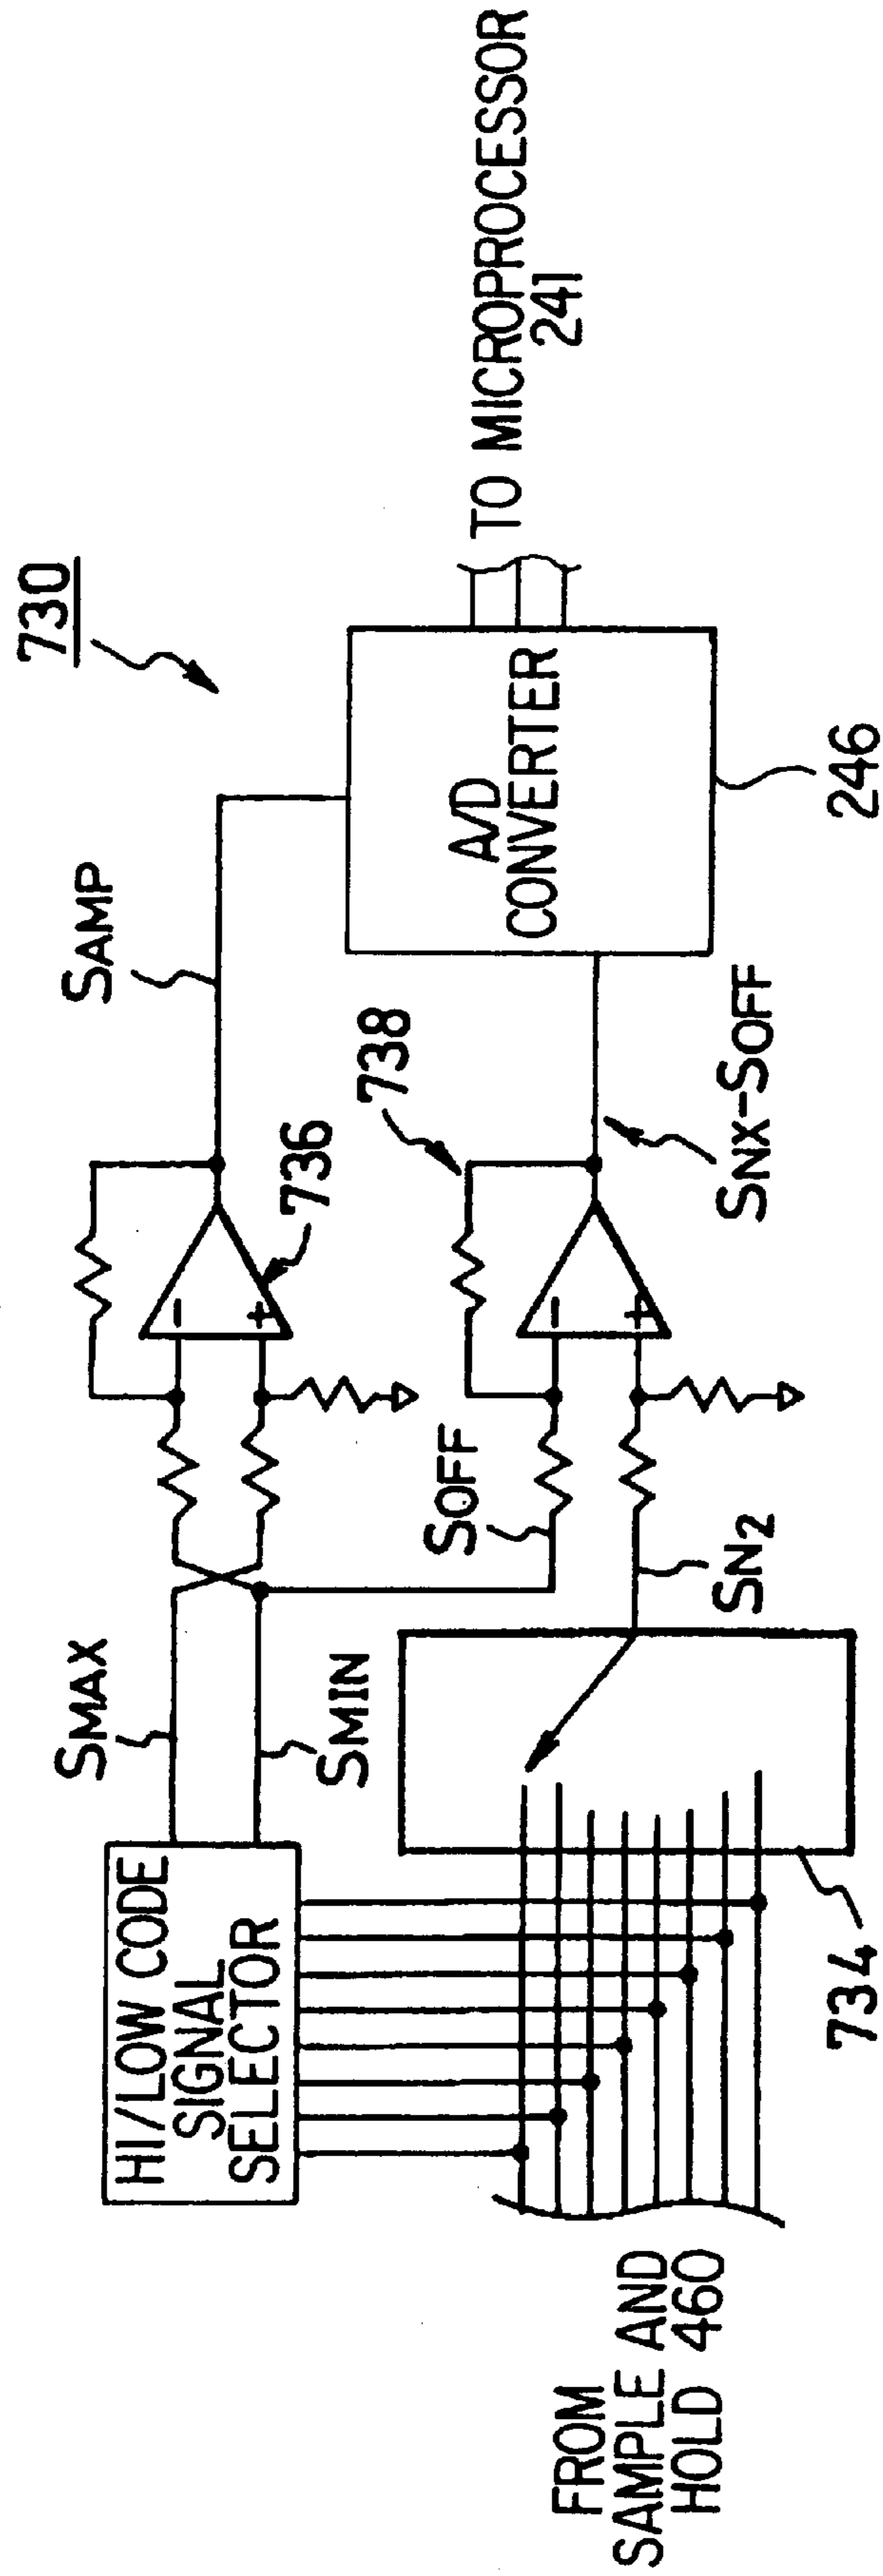 730
HI/LOW CODE
SIGNAL
SELECTOR
SMAX
SMIN
736
SAMP
SOFF
738
SN2
SNX-SOFF
A/D
CONVERTER
246
TO MICROPROCESSOR
241
734
FROM
SAMPLE AND
HOLD 460
- 
+
-
+